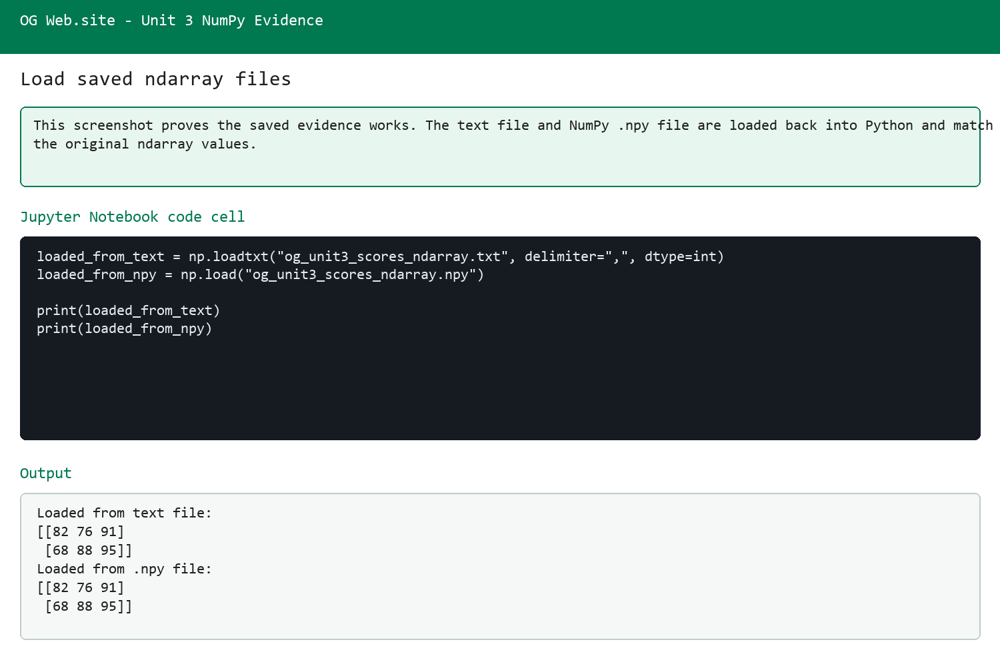 OG Web.site - Unit 3 NumPy Evidence
Load saved ndarray files
This screenshot proves the saved evidence works. The text file and NumPy .npy file are loaded back into Python and match
the original ndarray values.
Jupyter Notebook code cell
loaded_from_text = np.loadtxt("og_unit3_scores_ndarray.txt", delimiter=",", dtype=int)
loaded_from_npy = np.load("og_unit3_scores_ndarray.npy")
print(loaded_from_text)
print(loaded_from_npy)
Output
Loaded from text file:
[[82 76 91]
 [68 88 95]]
Loaded from .npy file:
[[82 76 91]
 [68 88 95]]